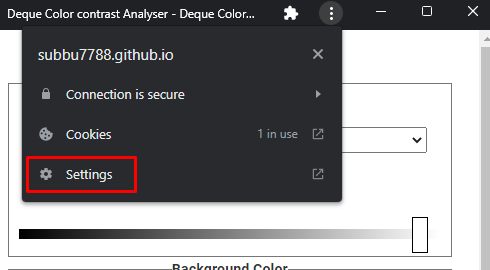 Deque Color contrast Analyser - Deque Color...
subbu7788.github.io
Connection is secure
Cookies 1 in use
Settings
Background Color